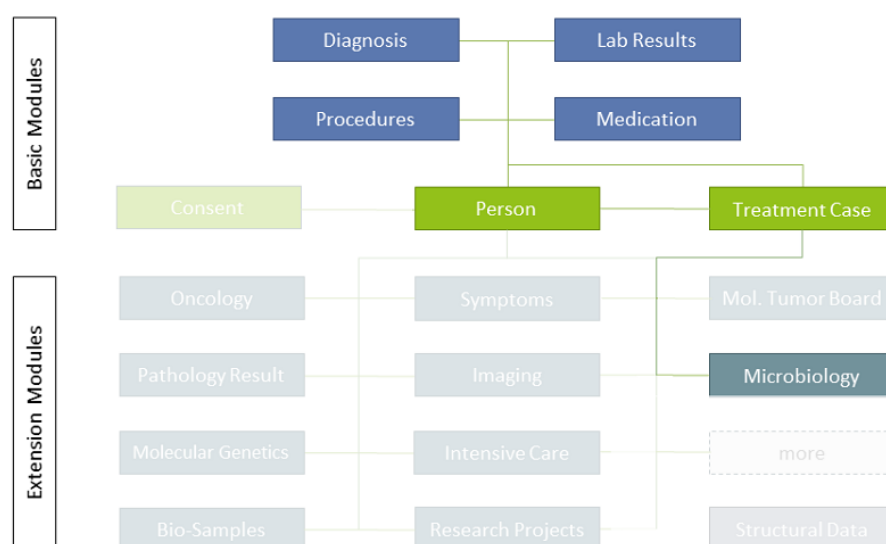 Basic Modules
Diagnosis
Lab Results
Procedures
Medication
Consent
Person
Treatment Case
Extension Modules
Oncology
Symptoms
Mol. Tumor Board
Pathology Result
Imaging
Microbiology
Molecular Genetics
Intensive Care
more
Bio-Samples
Research Projects
Structural Data